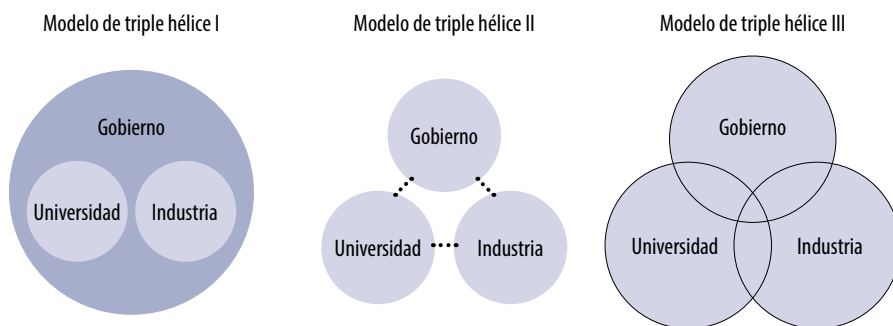 Modelo de triple hélice I
Gobierno
Universidad
Industria
Modelo de triple hélice II
Gobierno
Universidad
Industria
Modelo de triple hélice III
Gobierno
Universidad
Industria